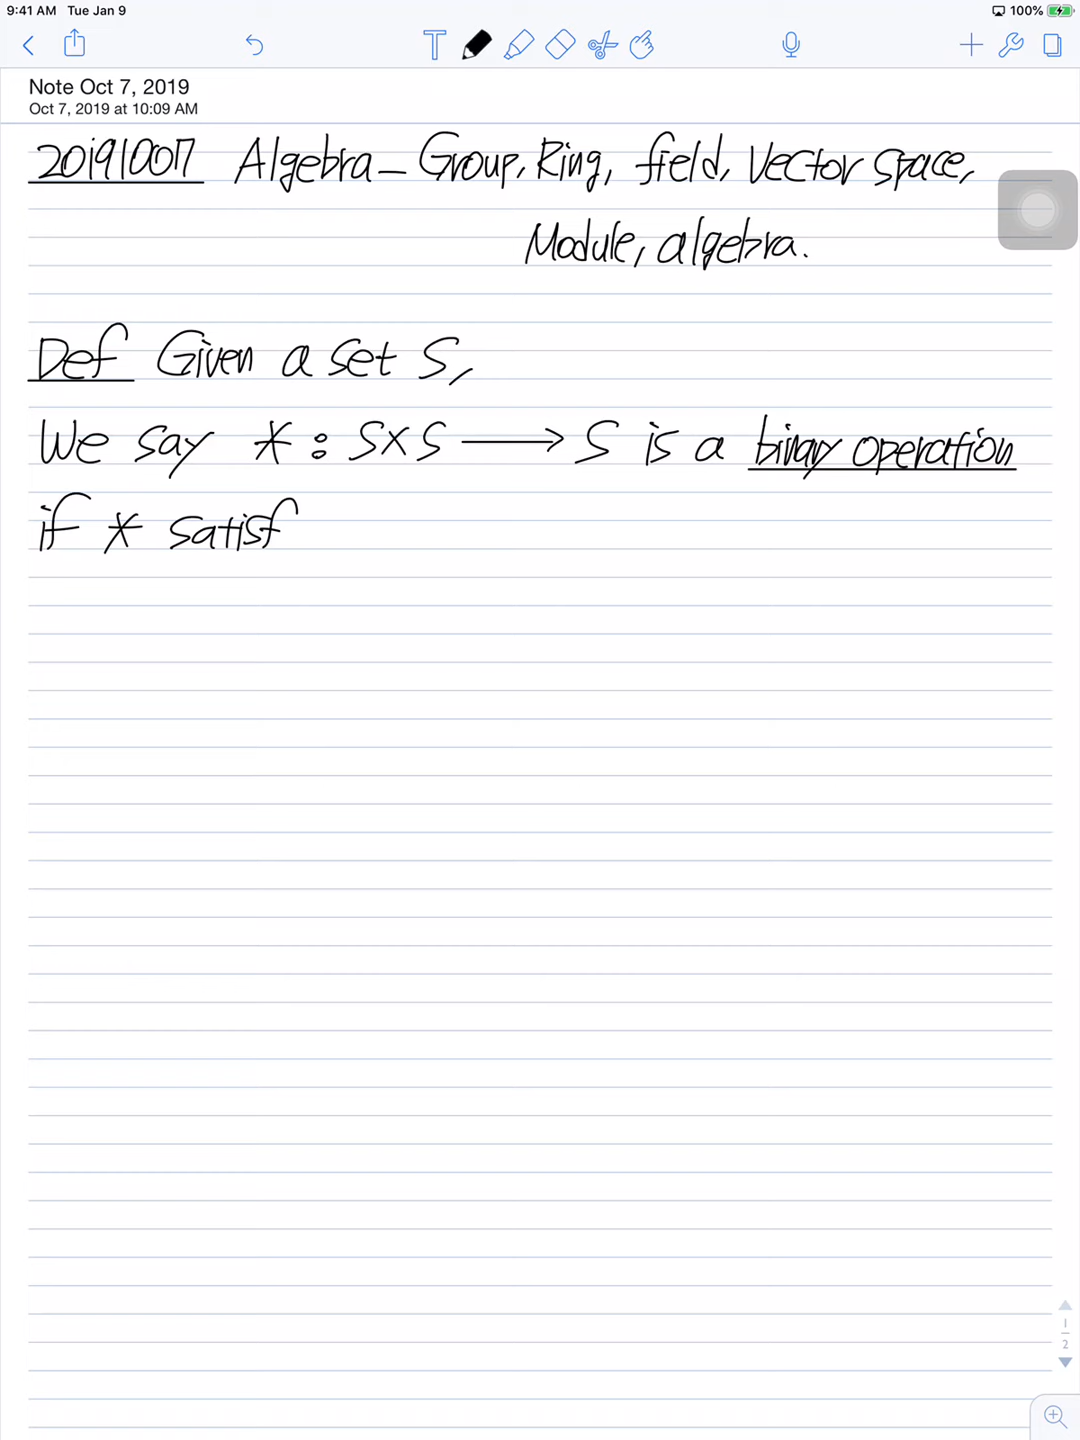 9:41 AM Tue Jan 9
100%
Note Oct 7, 2019
Oct 7, 2019 at 10:09 AM
20191007 Algebra - Group, Ring, field, Vector space,
Module, algebra.
Def Given a set S,
We say * : S×S ⟶ S is a binary operation
if * satisf
1
2